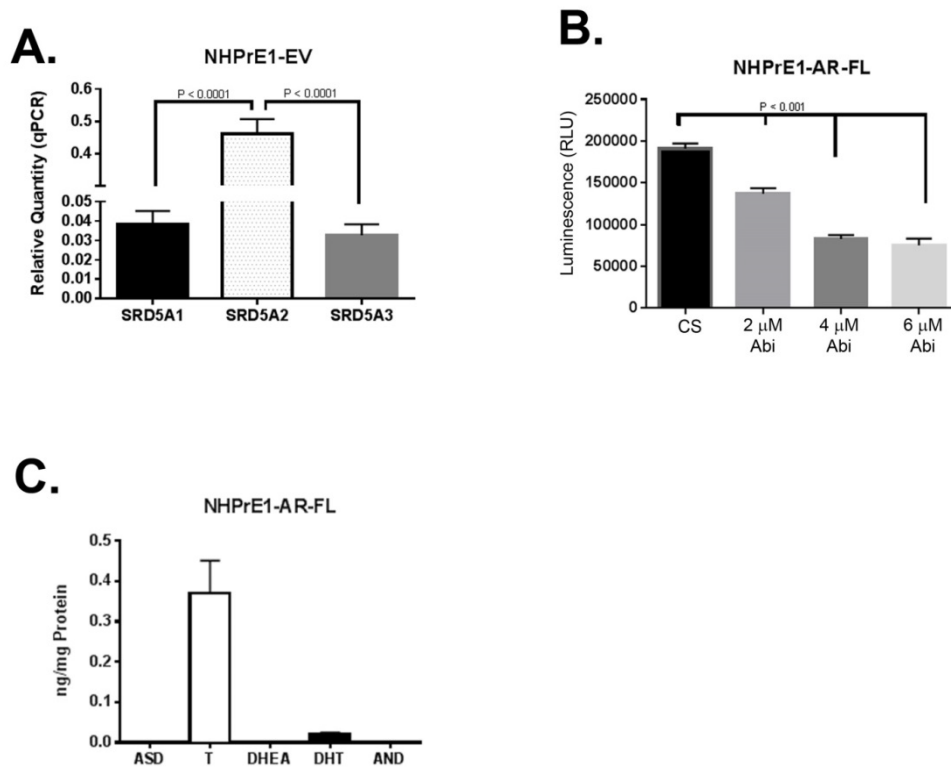 A.
NHPrE1-EV
P < 0.0001 P < 0.0001
Relative Quantity (qPCR)
0.6
0.5
0.4
0.05
0.04
0.03
0.02
0.01
0.00
SRD5A1 SRD5A2 SRD5A3
B.
NHPrE1-AR-FL
P < 0.001
Luminescence (RLU)
250000
200000
150000
100000
50000
0
CS 2 μM 4 μM 6 μM
Abi Abi Abi
C.
NHPrE1-AR-FL
ng/mg Protein
0.5
0.4
0.3
0.2
0.1
0.0
ASD T DHEA DHT AND